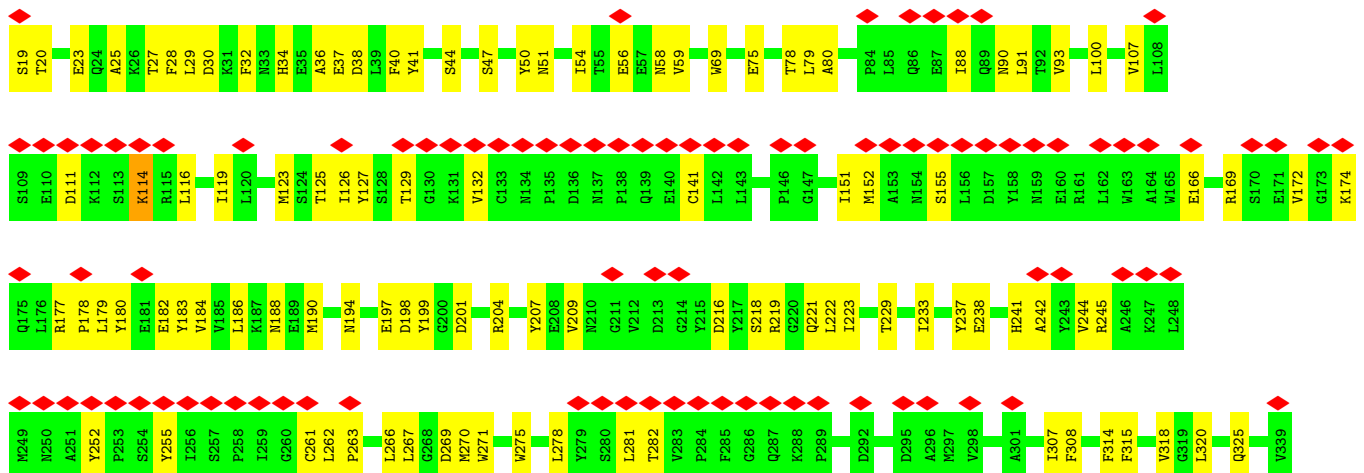 S19 T20 E23 Q24 A25 K26 T27 F28 L29 D30 K31 F32 N33 H34 E35 A36 E37 D38 L39 F40 Y41 S44 S47 Y50 N51 I54 T55 E56 E57 N58 V59 W69 E75 T78 L79 A80 P84 L85 Q86 E87 I88 Q89 N90 L91 T92 V93 L100 V107 L108
S109 E110 D111 K112 S113 K114 R115 L116 I119 L120 M123 S124 T125 I126 Y127 S128 T129 G130 K131 V132 C133 N134 P135 D136 N137 P138 Q139 E140 C141 L142 L143 P146 G147 I151 M152 A153 N154 S155 L156 D157 Y158 N159 E160 R161 L162 W163 A164 W165 E166 R169 S170 E171 V172 G173 K174
Q175 L176 R177 P178 L179 Y180 E181 E182 Y183 V184 V185 L186 K187 N188 E189 M190 N194 E197 D198 Y199 G200 D201 R204 Y207 E208 V209 N210 G211 V212 D213 G214 Y215 D216 Y217 S218 R219 G220 Q221 L222 I223 T229 I233 Y237 E238 H241 A242 Y243 V244 R245 A246 K247 L248
M249 N250 A251 Y252 P253 S254 Y255 I256 S257 P258 I259 G260 C261 L262 P263 L266 L267 G268 D269 M270 W271 W275 L278 Y279 S280 L281 T282 V283 P284 F285 G286 Q287 K288 P289 D292 D295 A296 M297 V298 A301 I307 F308 F314 F315 V318 G319 L320 Q325 V339